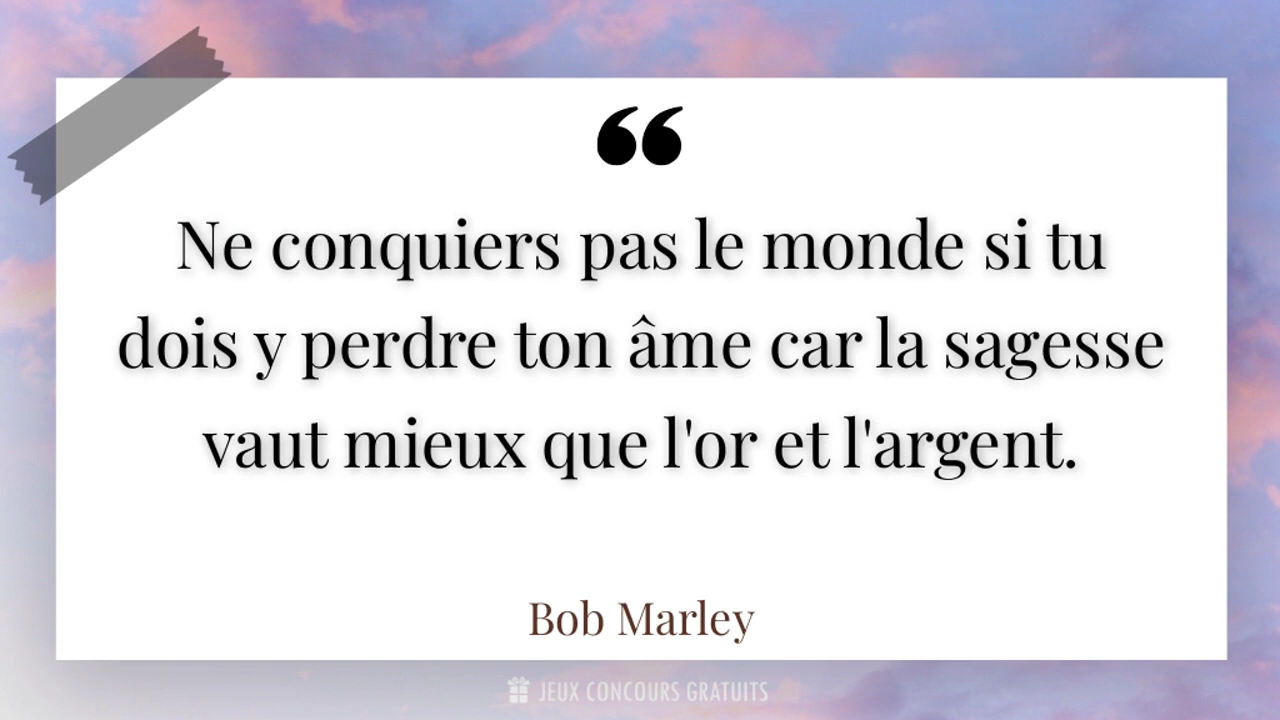 “
Ne conquiers pas le monde si tu
dois y perdre ton âme car la sagesse
vaut mieux que l'or et l'argent.
Bob Marley
JEUX CONCOURS GRATUITS